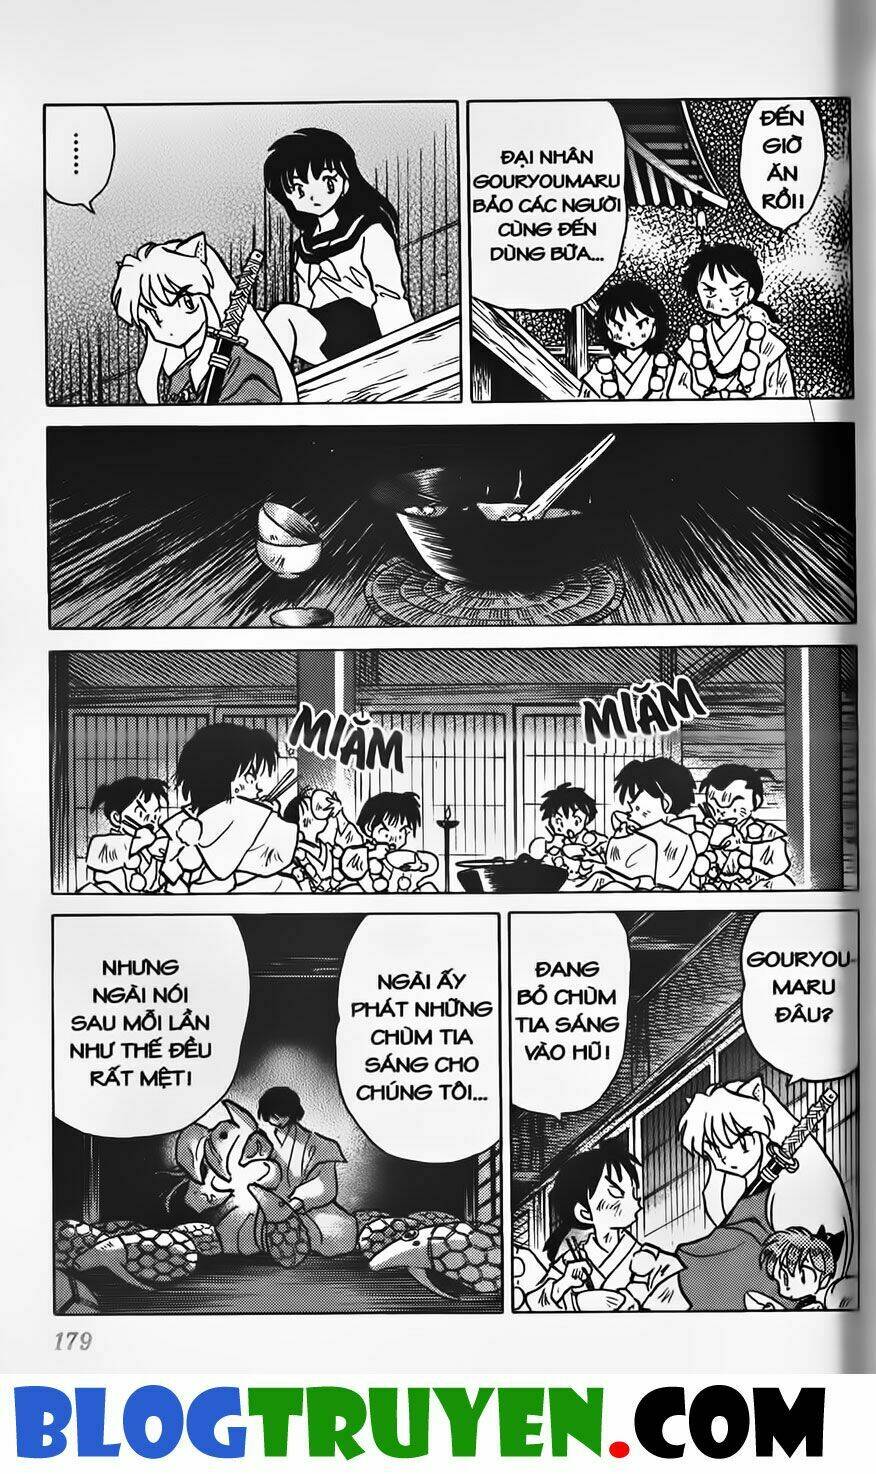 ĐẾN
GIỜ
ĂN
RỒI!
ĐẠI NHÂN
GOURYOUMARU
BẢO CÁC NGƯỜI
CÙNG ĐẾN
DÙNG BỮA...
........
MIĂM
MIĂM
GOURYOU
MARU
ĐÂU?
ĐANG
BỎ CHÙM
TIA SÁNG
VÀO HŨ!
NGÀI ẤY
PHÁT NHỮNG
CHÙM TIA
SÁNG CHO
CHÚNG TÔI...
NHƯNG
NGÀI NÓI
SAU MỖI LẦN
NHƯ THẾ ĐỀU
RẤT MỆT!
179
BLOGTRUYEN.COM